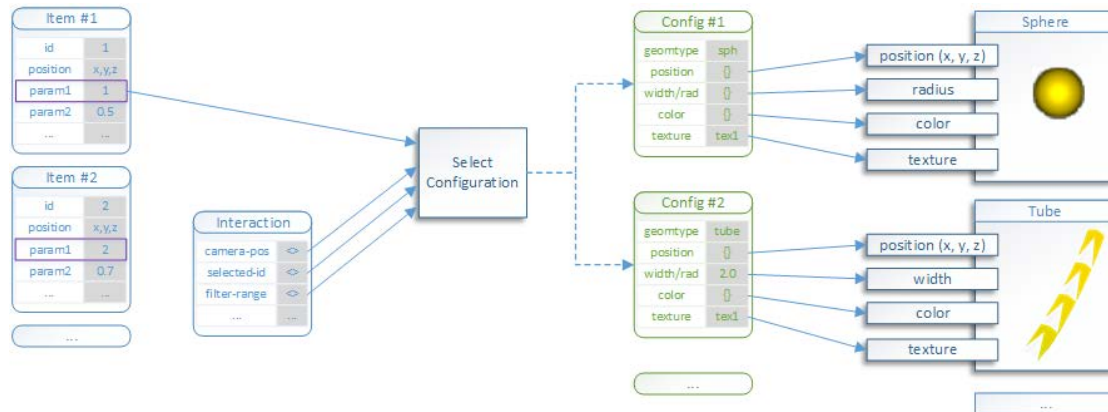 Item #1
id 1
position x,y,z
param1 1
param2 0.5
... ...
Item #2
id 2
position x,y,z
param1 2
param2 0.7
... ...
...
Interaction
camera-pos <>
selected-id <>
filter-range <>
... ...
Select
Configuration
Config #1
geomtype sph
position {}
width/rad {}
color {}
texture tex1
Config #2
geomtype tube
position {}
width/rad 2.0
color {}
texture tex1
...
Sphere
position (x, y, z)
radius
color
texture
Tube
position (x, y, z)
width
color
texture
...